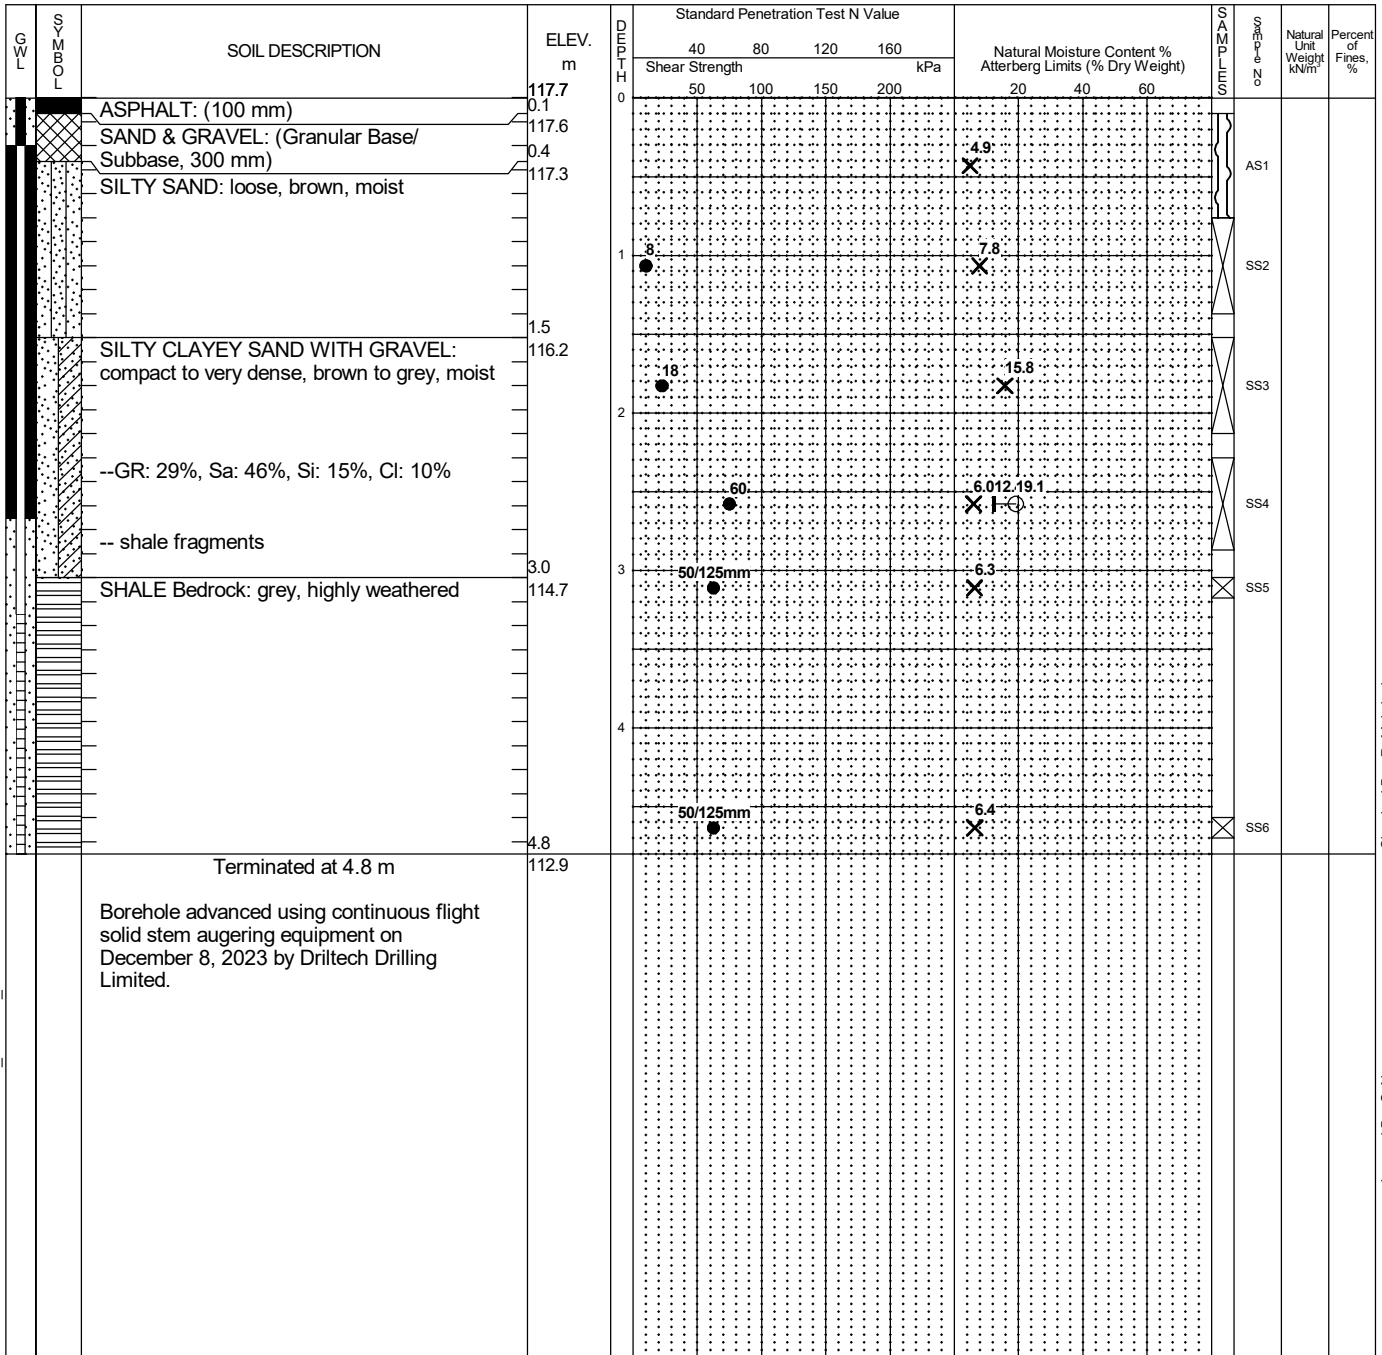 GWL
SYMBOL
SOIL DESCRIPTION
ELEV.
m
DEPTH
Standard Penetration Test N Value
40 80 120 160
Shear Strength kPa
50 100 150 200
Natural Moisture Content %
Atterberg Limits (% Dry Weight)
20 40 60
SAMPLES
Sample No
Natural
Unit
Weight
kN/m³
Percent
of
Fines,
%
117.7
0
ASPHALT: (100 mm)
0.1
117.6
SAND & GRAVEL: (Granular Base/
Subbase, 300 mm)
0.4
117.3
4.9
AS1
SILTY SAND: loose, brown, moist
1
8
7.8
SS2
1.5
SILTY CLAYEY SAND WITH GRAVEL:
116.2
compact to very dense, brown to grey, moist
18
15.8
SS3
2
--GR: 29%, Sa: 46%, Si: 15%, Cl: 10%
60
6.0 12. 19.1
SS4
-- shale fragments
3.0
3
50/125mm
6.3
SS5
SHALE Bedrock: grey, highly weathered
114.7
4
50/125mm
6.4
SS6
4.8
Terminated at 4.8 m
112.9
Borehole advanced using continuous flight
solid stem augering equipment on
December 8, 2023 by Driltech Drilling
Limited.